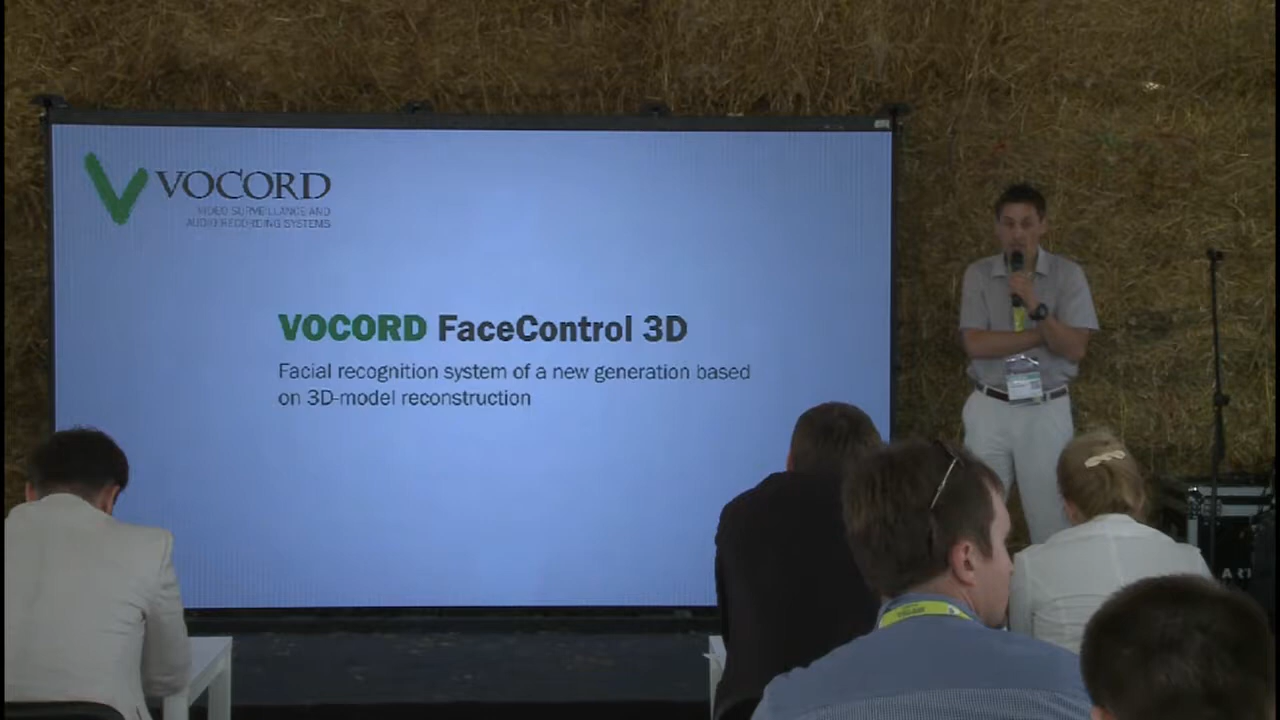 VOCORD
VIDEO SURVEILLANCE AND
AUDIO RECORDING SYSTEMS
VOCORD FaceControl 3D
Facial recognition system of a new generation based
on 3D-model reconstruction